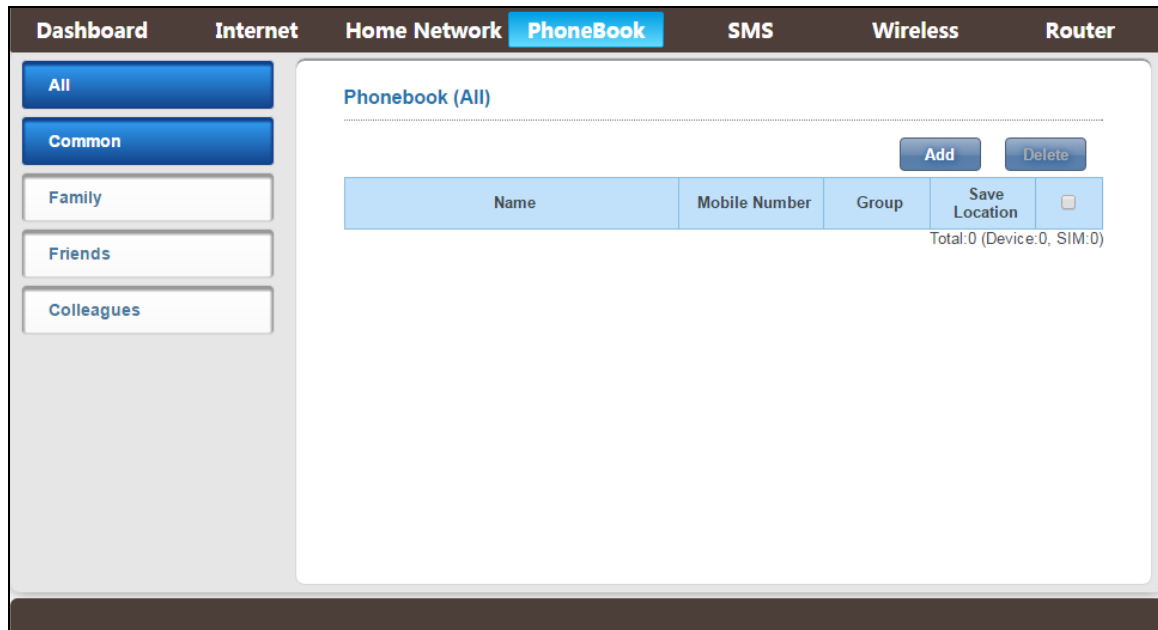 Dashboard Internet Home Network PhoneBook SMS Wireless Router
All
Common
Family
Friends
Colleagues
Phonebook (All)
Add Delete
Name Mobile Number Group Save Location
Total:0 (Device:0, SIM:0)